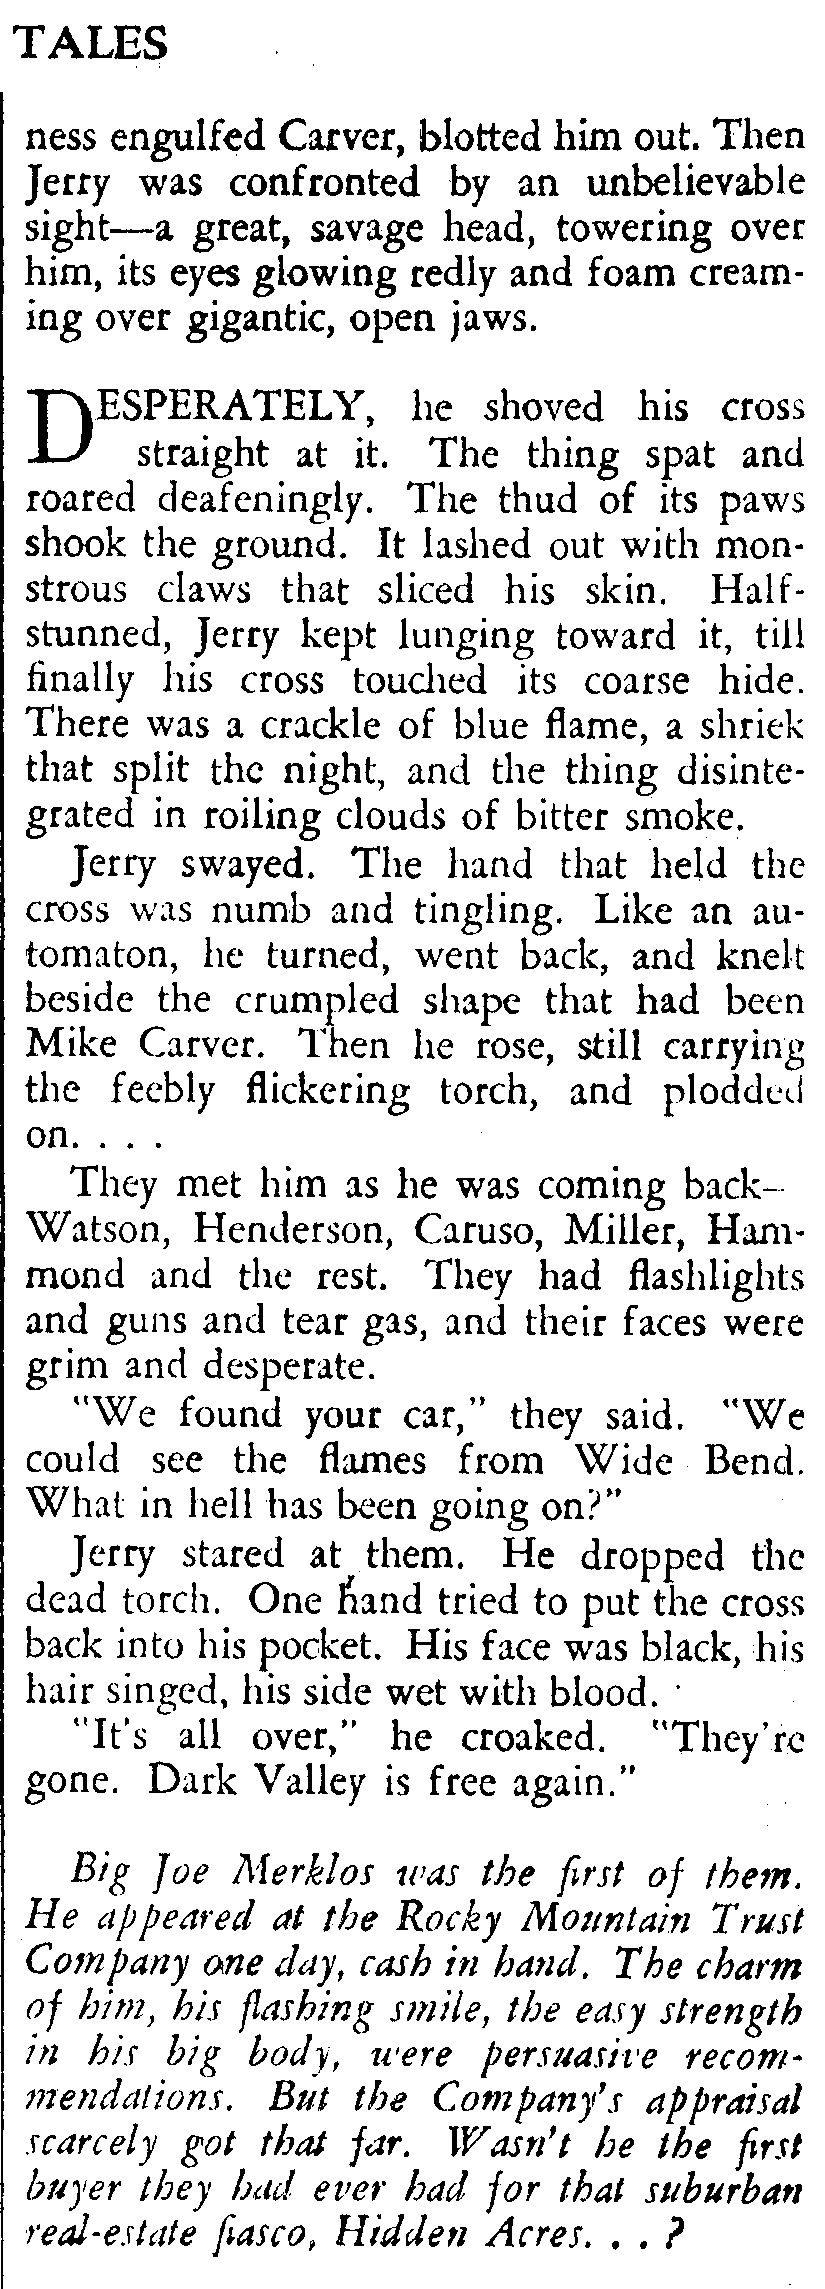 TALES
ness engulfed Carver, blotted him out. Then
Jerry was confronted by an unbelievable
sight—a great, savage head, towering over
him, its eyes glowing redly and foam cream-
ing over gigantic, open jaws.
DESPERATELY, he shoved his cross
straight at it. The thing spat and
roared deafeningly. The thud of its paws
shook the ground. It lashed out with mon-
strous claws that sliced his skin. Half-
stunned, Jerry kept lunging toward it, till
finally his cross touched its coarse hide.
There was a crackle of blue flame, a shriek
that split the night, and the thing disinte-
grated in roiling clouds of bitter smoke.
Jerry swayed. The hand that held the
cross was numb and tingling. Like an au-
tomaton, he turned, went back, and knelt
beside the crumpled shape that had been
Mike Carver. Then he rose, still carrying
the feebly flickering torch, and plodded
on. . . .
They met him as he was coming back—
Watson, Henderson, Caruso, Miller, Ham-
mond and the rest. They had flashlights
and guns and tear gas, and their faces were
grim and desperate.
"We found your car," they said. "We
could see the flames from Wide Bend.
What in hell has been going on?"
Jerry stared at them. He dropped the
dead torch. One hand tried to put the cross
back into his pocket. His face was black, his
hair singed, his side wet with blood.
"It's all over," he croaked. "They're
gone. Dark Valley is free again."
Big Joe Merklos was the first of them.
He appeared at the Rocky Mountain Trust
Company one day, cash in hand. The charm
of him, his flashing smile, the easy strength
in his big body, were persuasive recom-
mendations. But the Company's appraisal
scarcely got that far. Wasn't he the first
buyer they had ever had for that suburban
real-estate fiasco, Hidden Acres. . . ?